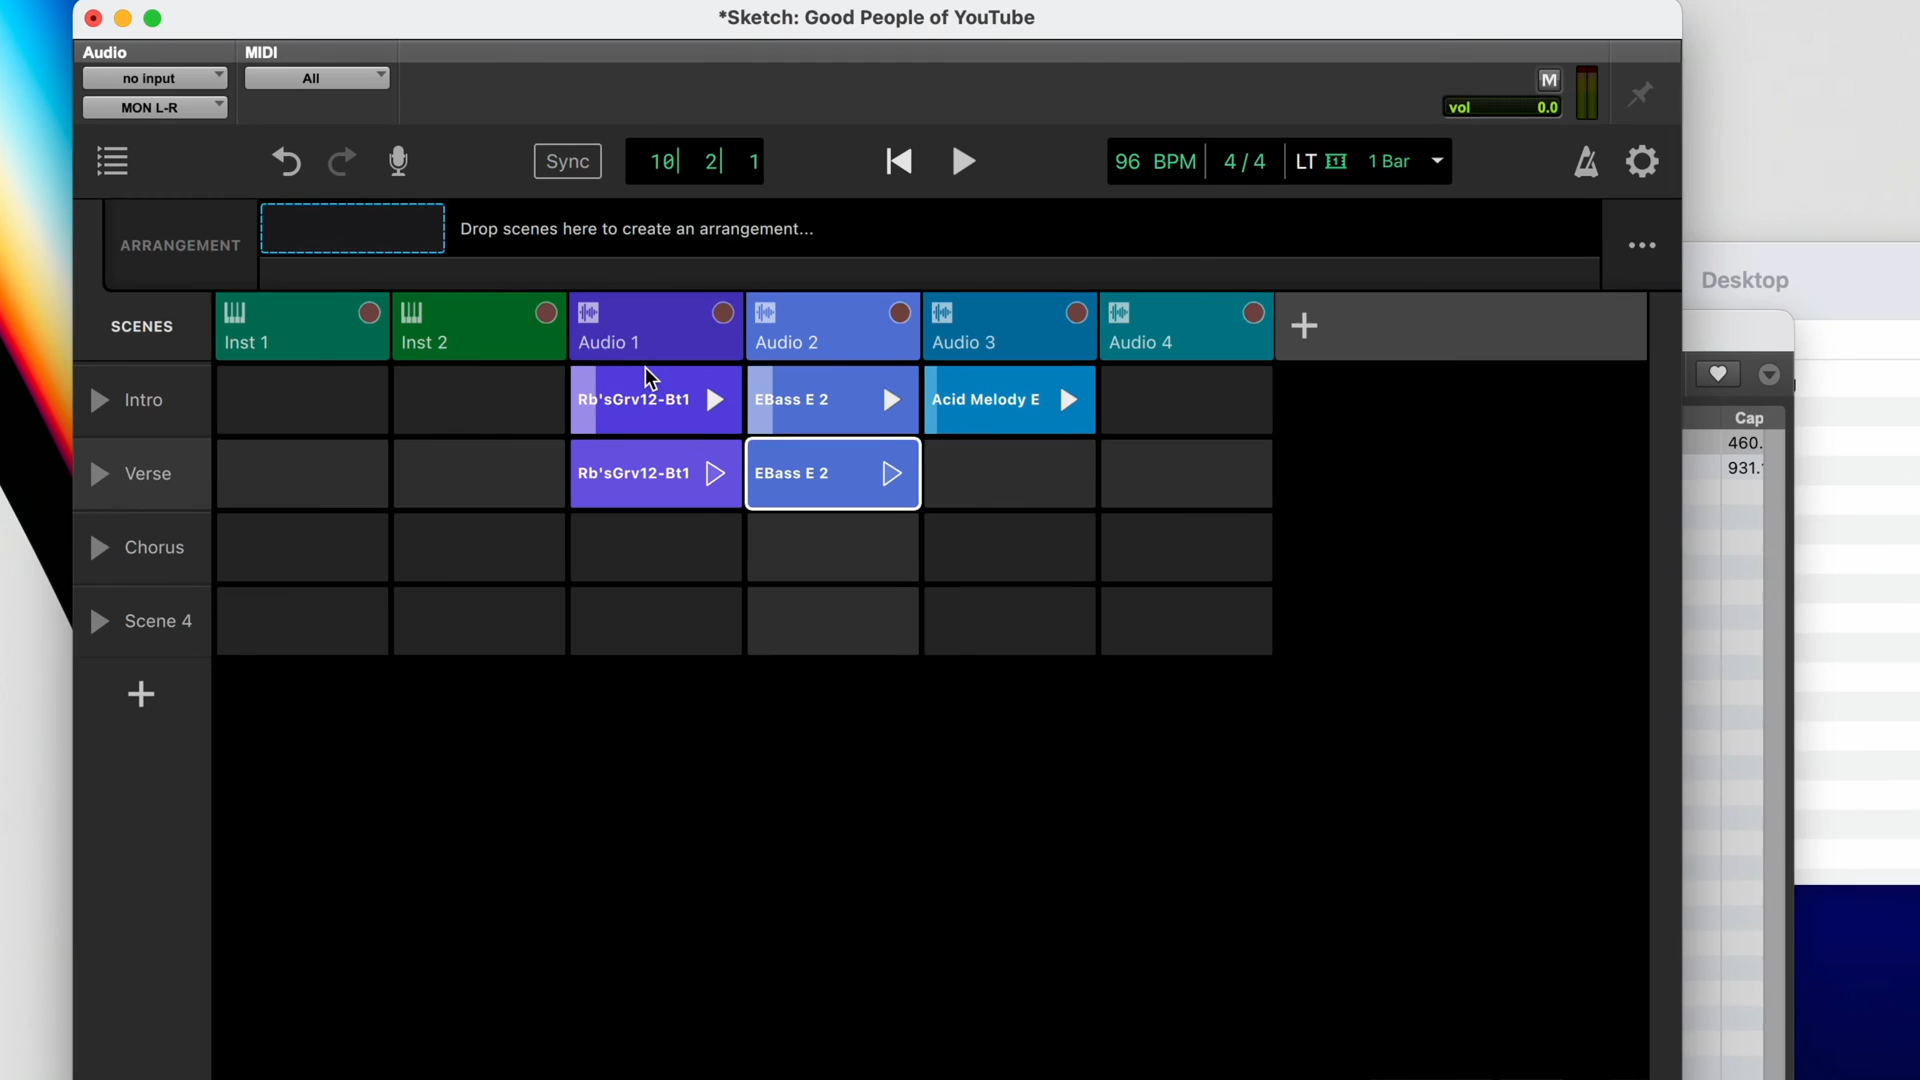 *Sketch: Good People of YouTube
Audio
MIDI
no input
All
MON L-R
M
vol 0.0
Sync
10| 2| 1
96 BPM
4/4
LT
1 Bar
ARRANGEMENT
Drop scenes here to create an arrangement...
Desktop
SCENES
Inst 1
Inst 2
Audio 1
Audio 2
Audio 3
Audio 4
Intro
Rb'sGrv12-Bt1
EBass E 2
Acid Melody E
Cap
460.
931.
Verse
Rb'sGrv12-Bt1
EBass E 2
Chorus
Scene 4